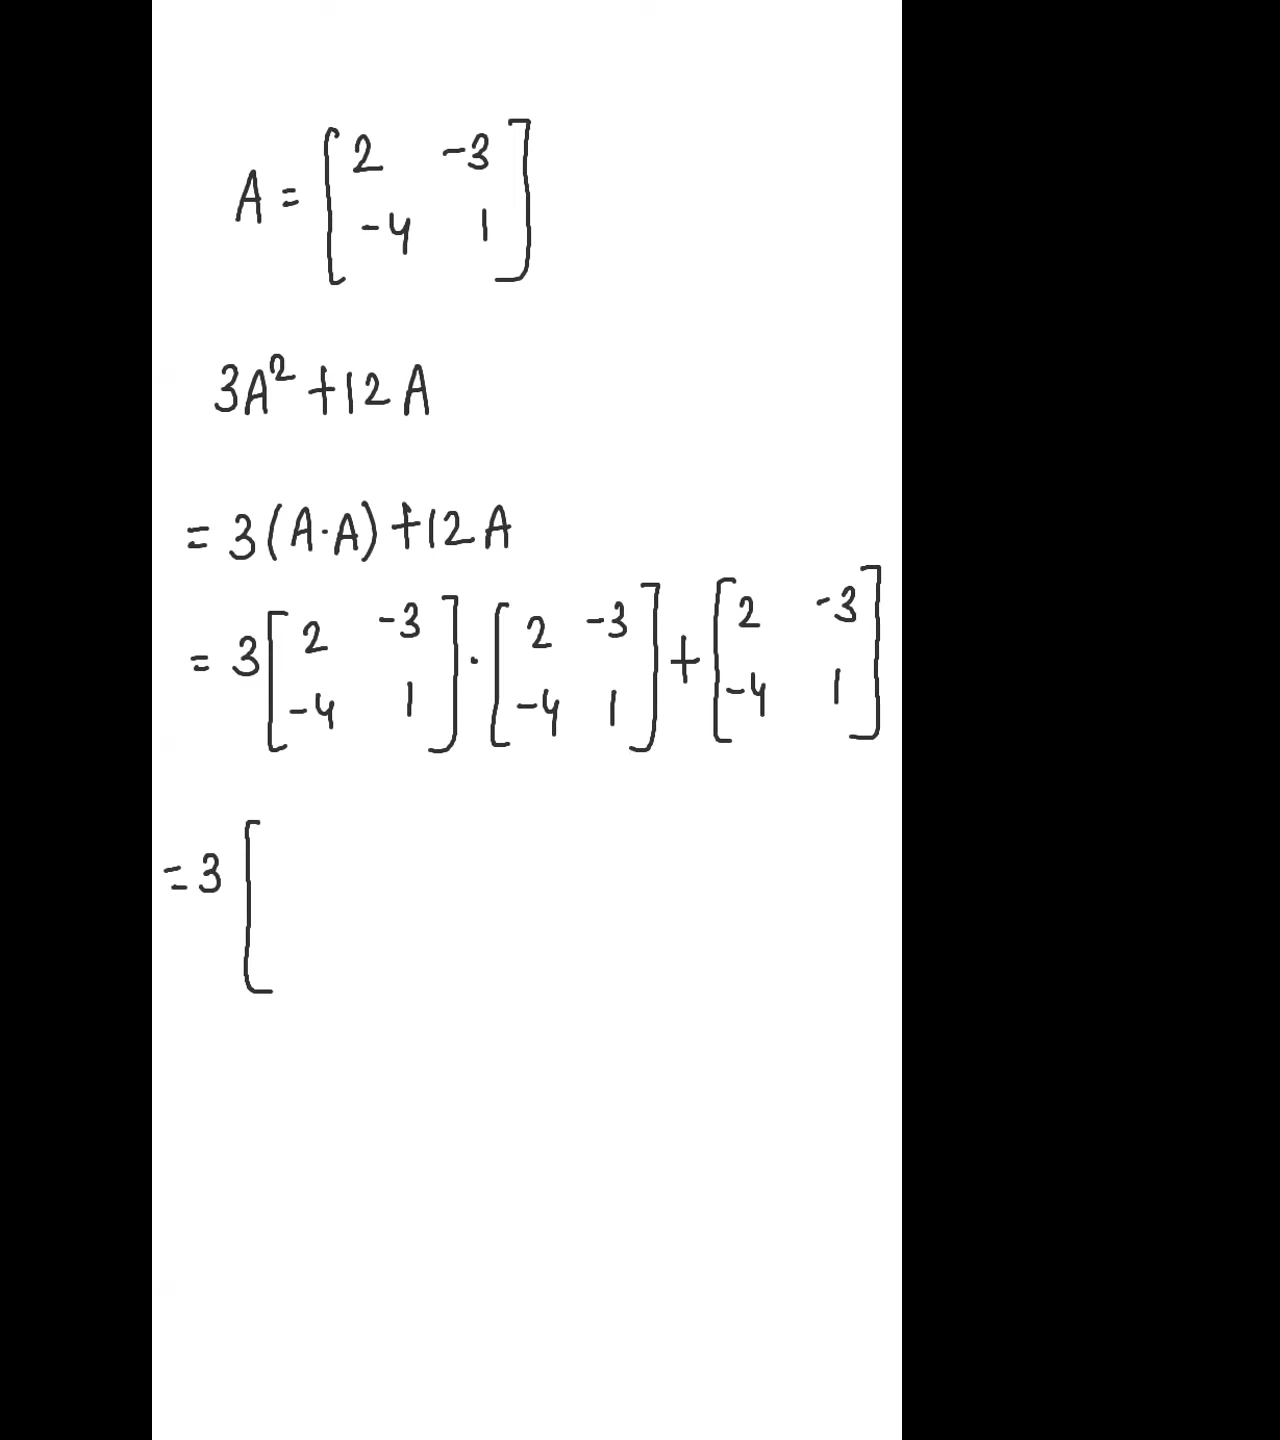 A = [2 -3
-4 1]
3A² + 12A
= 3(A·A) + 12A
= 3[2 -3 -4 1] · [2 -3 -4 1] + [2 -3 -4 1]
= 3 [